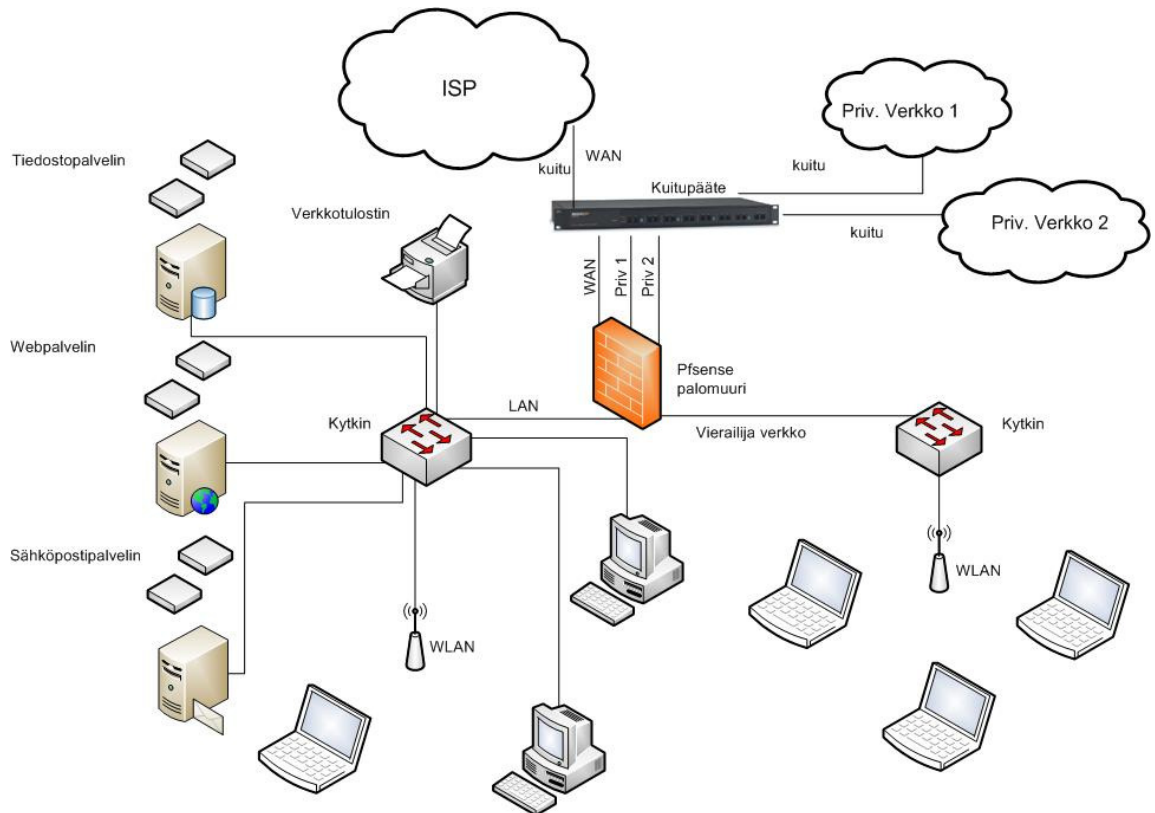 ISP
Priv. Verkko 1
WAN
kuitu
kuitu
Kuitupääte
Tiedostopalvelin
Verkkotulostin
Priv. Verkko 2
kuitu
WAN
Priv 1
Priv 2
Webpalvelin
Pfsense
palomuuri
LAN
Kytkin
Vierailija verkko
Kytkin
Sähköpostipalvelin
WLAN
WLAN